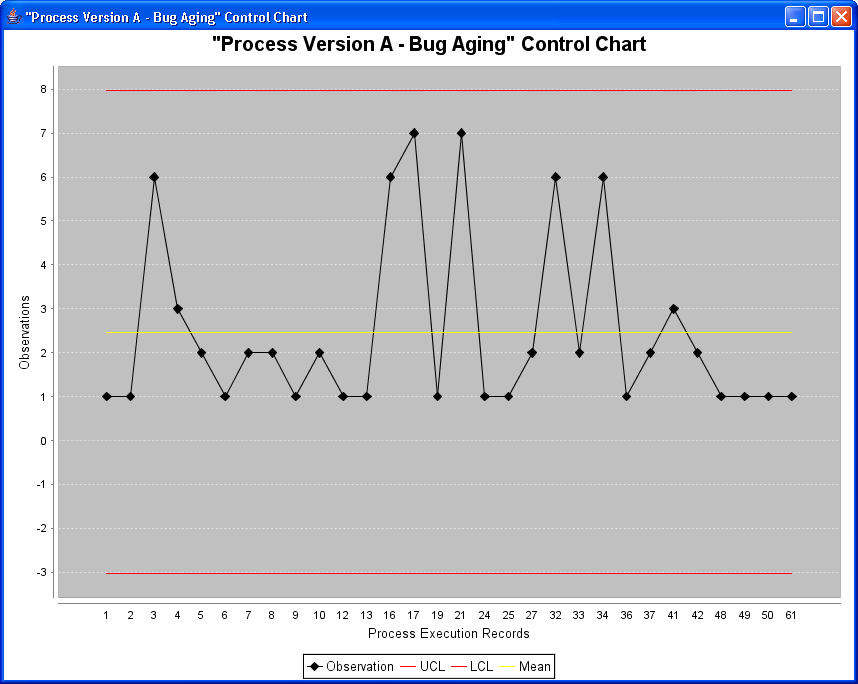 "Process Version A - Bug Aging" Control Chart
"Process Version A - Bug Aging" Control Chart
8
7
6
5
4
3
2
1
0
-1
-2
-3
Observations
1 2 3 4 5 6 7 8 9 10 12 13 16 17 19 21 24 25 27 32 33 34 36 37 41 42 48 49 50 61
Process Execution Records
Observation UCL LCL Mean